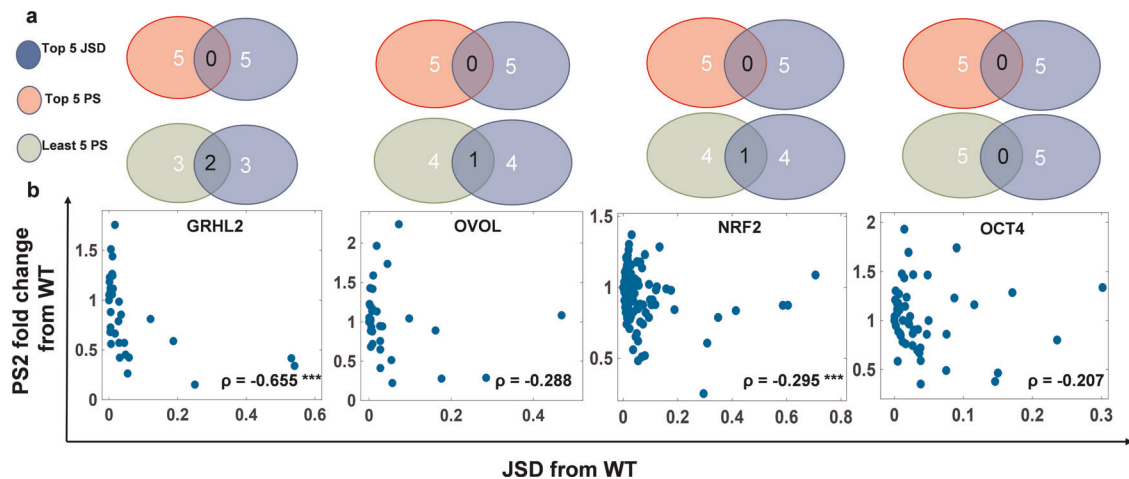 a
Top 5 JSD
Top 5 PS
Least 5 PS
5 0 5
5 0 5
5 0 5
5 0 5
3 2 3
4 1 4
4 1 4
5 0 5
b
PS2 fold change
from WT
GRHL2
1.5
1
0.5
0
ρ = -0.655 ***
0 0.2 0.4 0.6
OVOL
2
1.5
1
0.5
0
ρ = -0.288
0 0.2 0.4
NRF2
1.5
1
0.5
ρ = -0.295 ***
0 0.2 0.4 0.6 0.8
OCT4
2
1.5
1
0.5
ρ = -0.207
0 0.1 0.2 0.3
JSD from WT